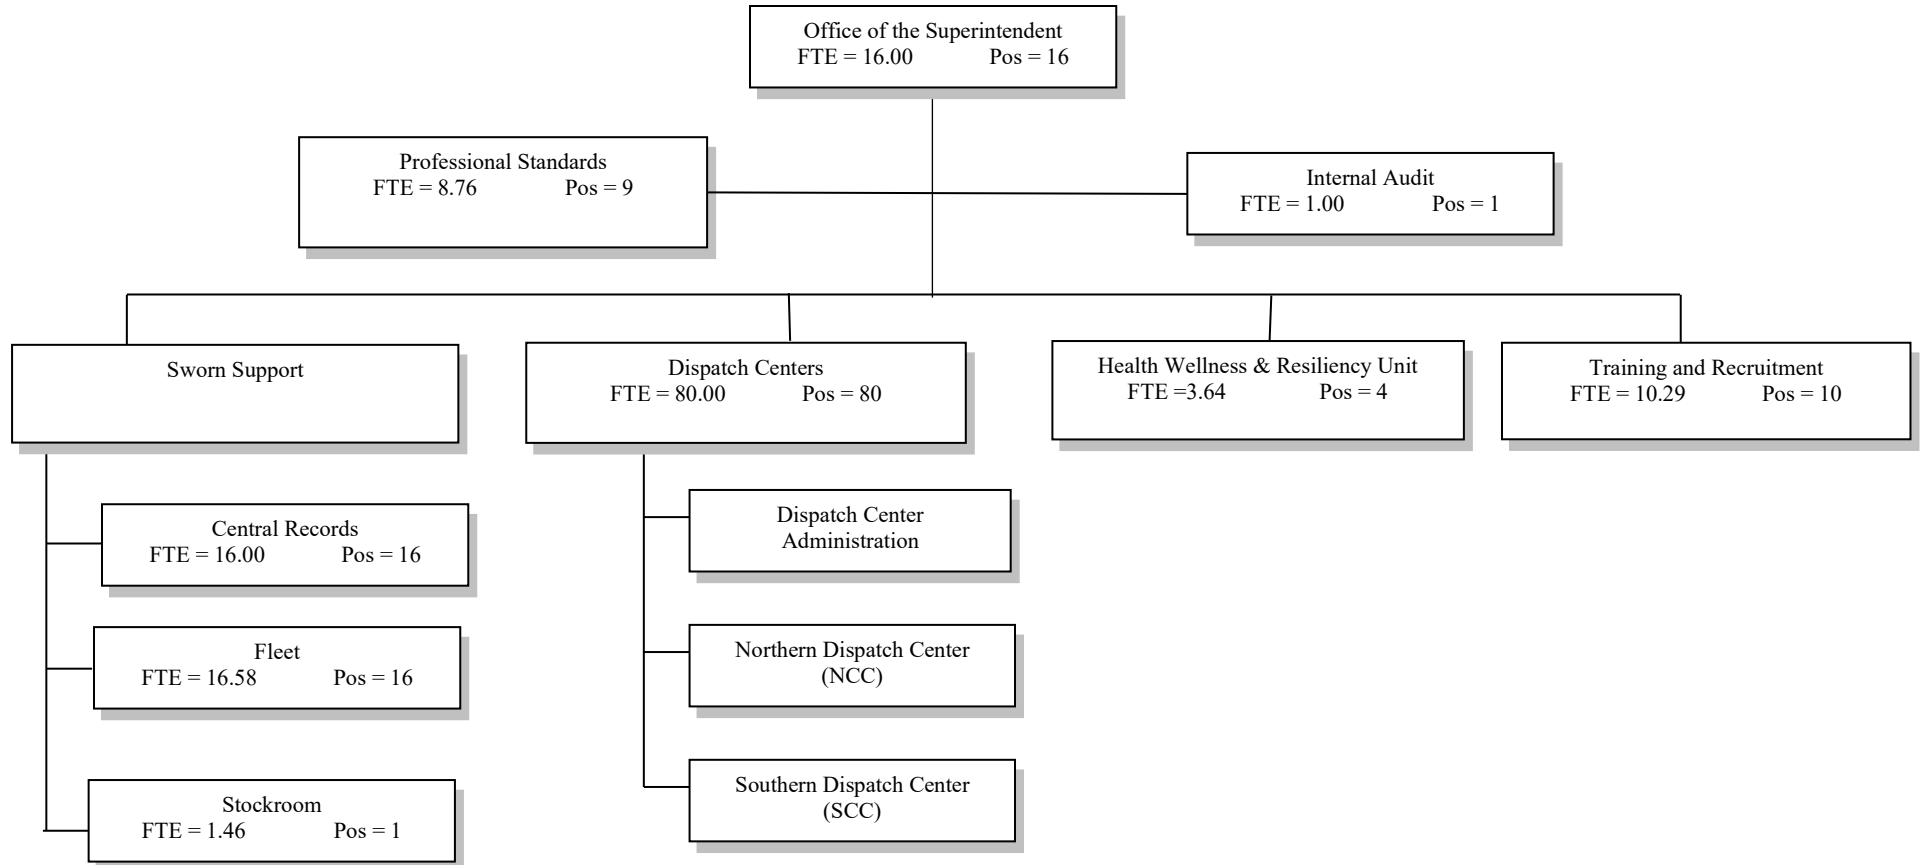 Office of the Superintendent
FTE = 16.00 Pos = 16
Professional Standards
FTE = 8.76 Pos = 9
Internal Audit
FTE = 1.00 Pos = 1
Sworn Support
Dispatch Centers
FTE = 80.00 Pos = 80
Health Wellness & Resiliency Unit
FTE =3.64 Pos = 4
Training and Recruitment
FTE = 10.29 Pos = 10
Central Records
FTE = 16.00 Pos = 16
Fleet
FTE = 16.58 Pos = 16
Stockroom
FTE = 1.46 Pos = 1
Dispatch Center
Administration
Northern Dispatch Center
(NCC)
Southern Dispatch Center
(SCC)